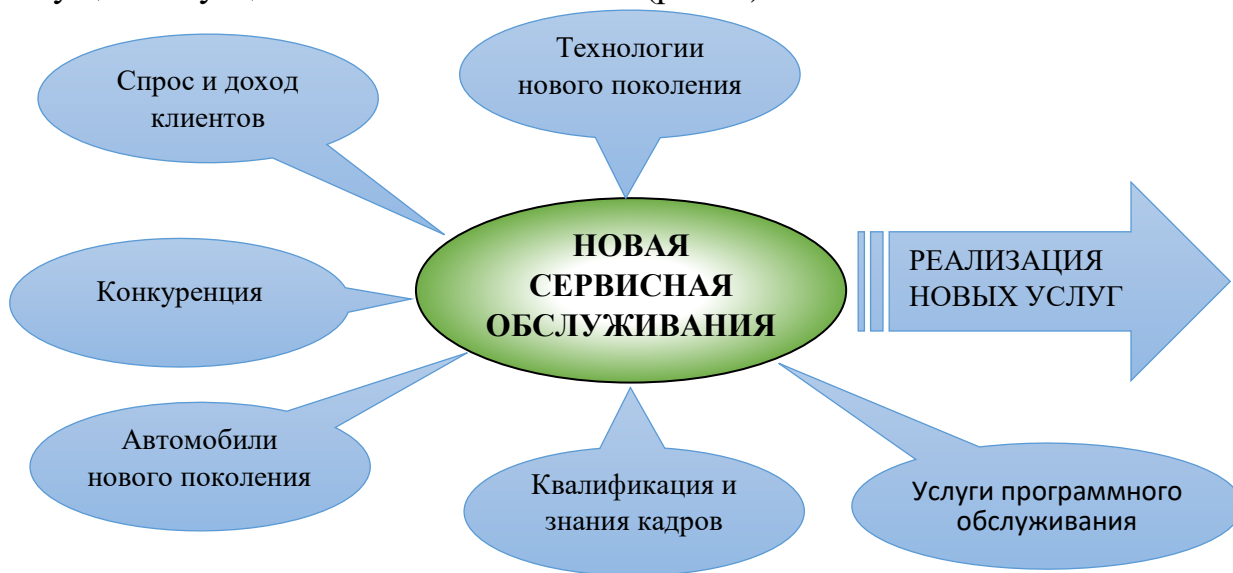 Технологии
нового поколения
Спрос и доход
клиентов
НОВАЯ
СЕРВИСНАЯ
ОБСЛУЖИВАНИЯ
РЕАЛИЗАЦИЯ
НОВЫХ УСЛУГ
Конкуренция
Автомобили
нового поколения
Квалификация и
знания кадров
Услуги программного
обслуживания